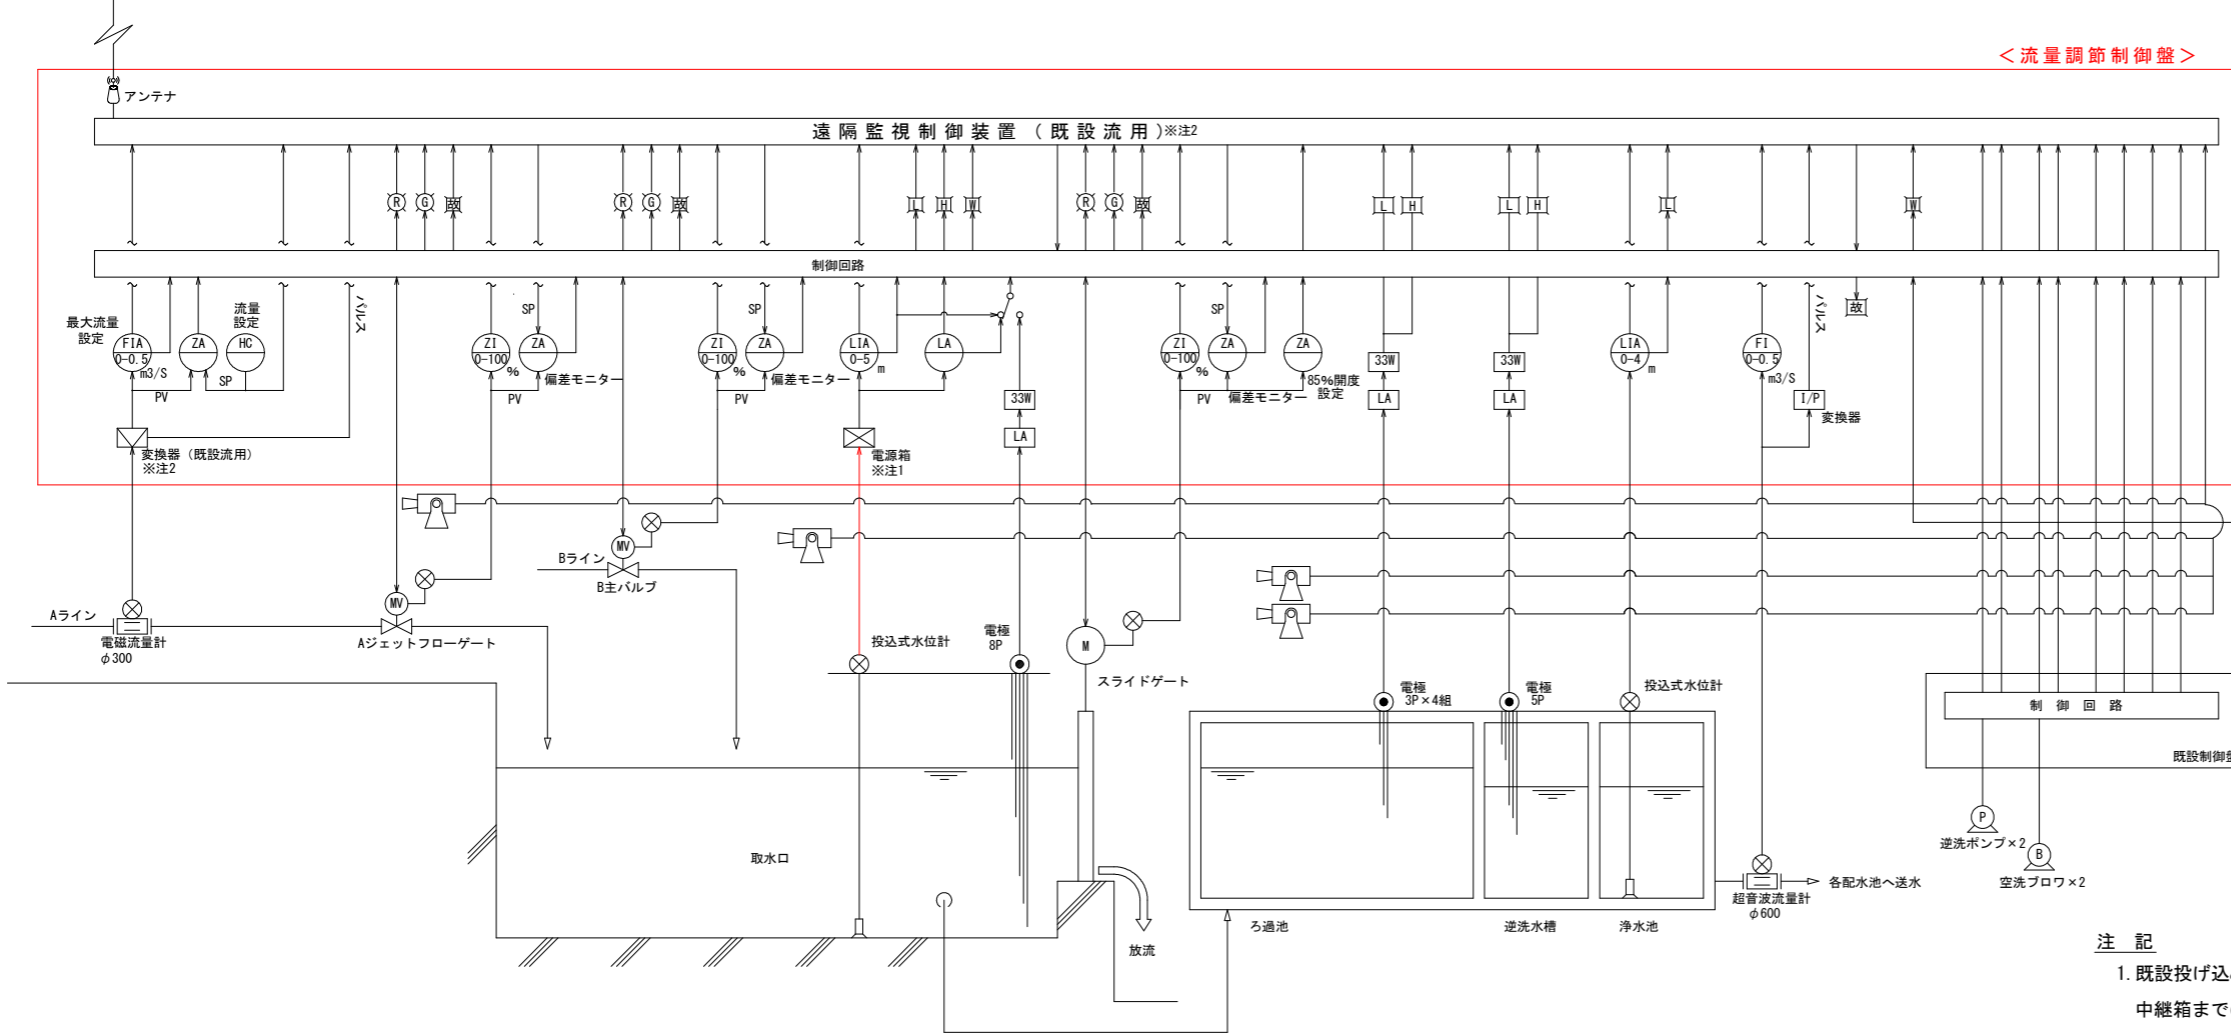 ＜流量調節制御盤＞
アンテナ
遠隔監視制御装置（既設流用）※注2
R G 故 R G 故 L H W R G 故 L H L H L W
制御回路
最大流量
設定
流量
設定
パルス
SP
SP
SP
パルス
故
FIA
0-0.5
m3/S
ZA
HC
SP
PV
ZI
0-100
%
ZA
偏差モニター
PV
ZI
0-100
%
ZA
偏差モニター
PV
LIA
0-5
m
LA
33W
LA
ZI
0-100
%
ZA
偏差モニター
PV
ZA
85%開度
設定
33W
LA
33W
LA
LIA
0-4
m
FI
0-0.5
m3/S
I/P
変換器
変換器（既設流用）
※注2
電源箱
※注1
Bライン
MV
B主バルブ
Aライン
電磁流量計
φ300
MV
Aジェットフローゲート
投込式水位計
電極
8P
M
スライドゲート
電極
3P×4組
電極
5P
投込式水位計
制御回路
既設制御盤
P
逆洗ポンプ×2
B
空洗ブロワ×2
取水口
放流
ろ過池
逆洗水槽
浄水池
超音波流量計
φ600
各配水池へ送水
注 記
1. 既設投げ込
中継箱まで